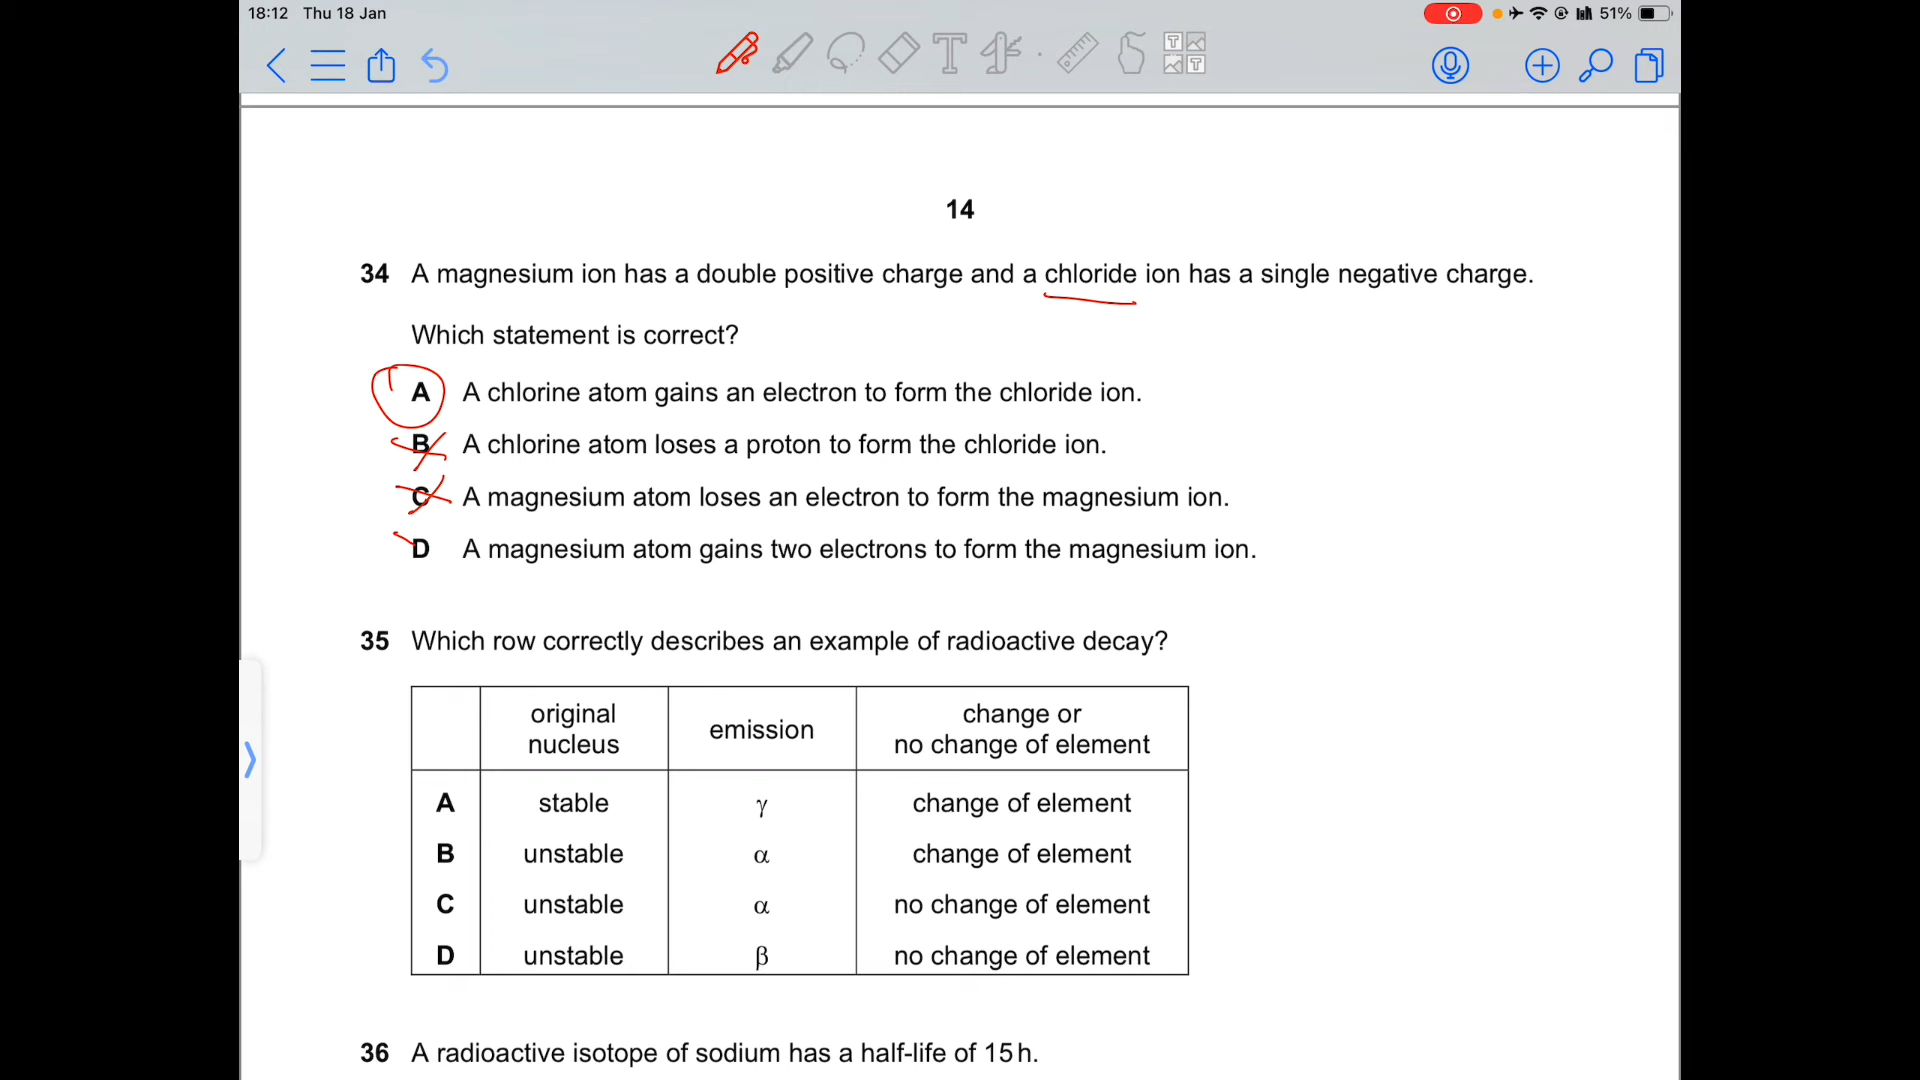 18:12 Thu 18 Jan
51%
14
34 A magnesium ion has a double positive charge and a chloride ion has a single negative charge.
Which statement is correct?
A A chlorine atom gains an electron to form the chloride ion.
B A chlorine atom loses a proton to form the chloride ion.
C A magnesium atom loses an electron to form the magnesium ion.
D A magnesium atom gains two electrons to form the magnesium ion.
35 Which row correctly describes an example of radioactive decay?
original nucleus emission change or no change of element
A stable γ change of element
B unstable α change of element
C unstable α no change of element
D unstable β no change of element
36 A radioactive isotope of sodium has a half-life of 15 h.